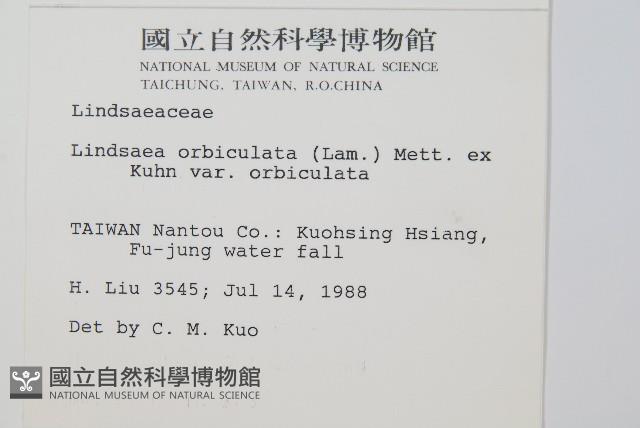 國立自然科學博物館
NATIONAL MUSEUM OF NATURAL SCIENCE
TAICHUNG, TAIWAN, R.O.CHINA
Lindsaeaceae
Lindsaea orbiculata (Lam.) Mett. ex
Kuhn var. orbiculata
TAIWAN Nantou Co.: Kuohsing Hsiang,
Fu-jung water fall
H. Liu 3545; Jul 14, 1988
Det by C. M. Kuo
國立自然科學博物館
NATIONAL MUSEUM OF NATURAL SCIENCE